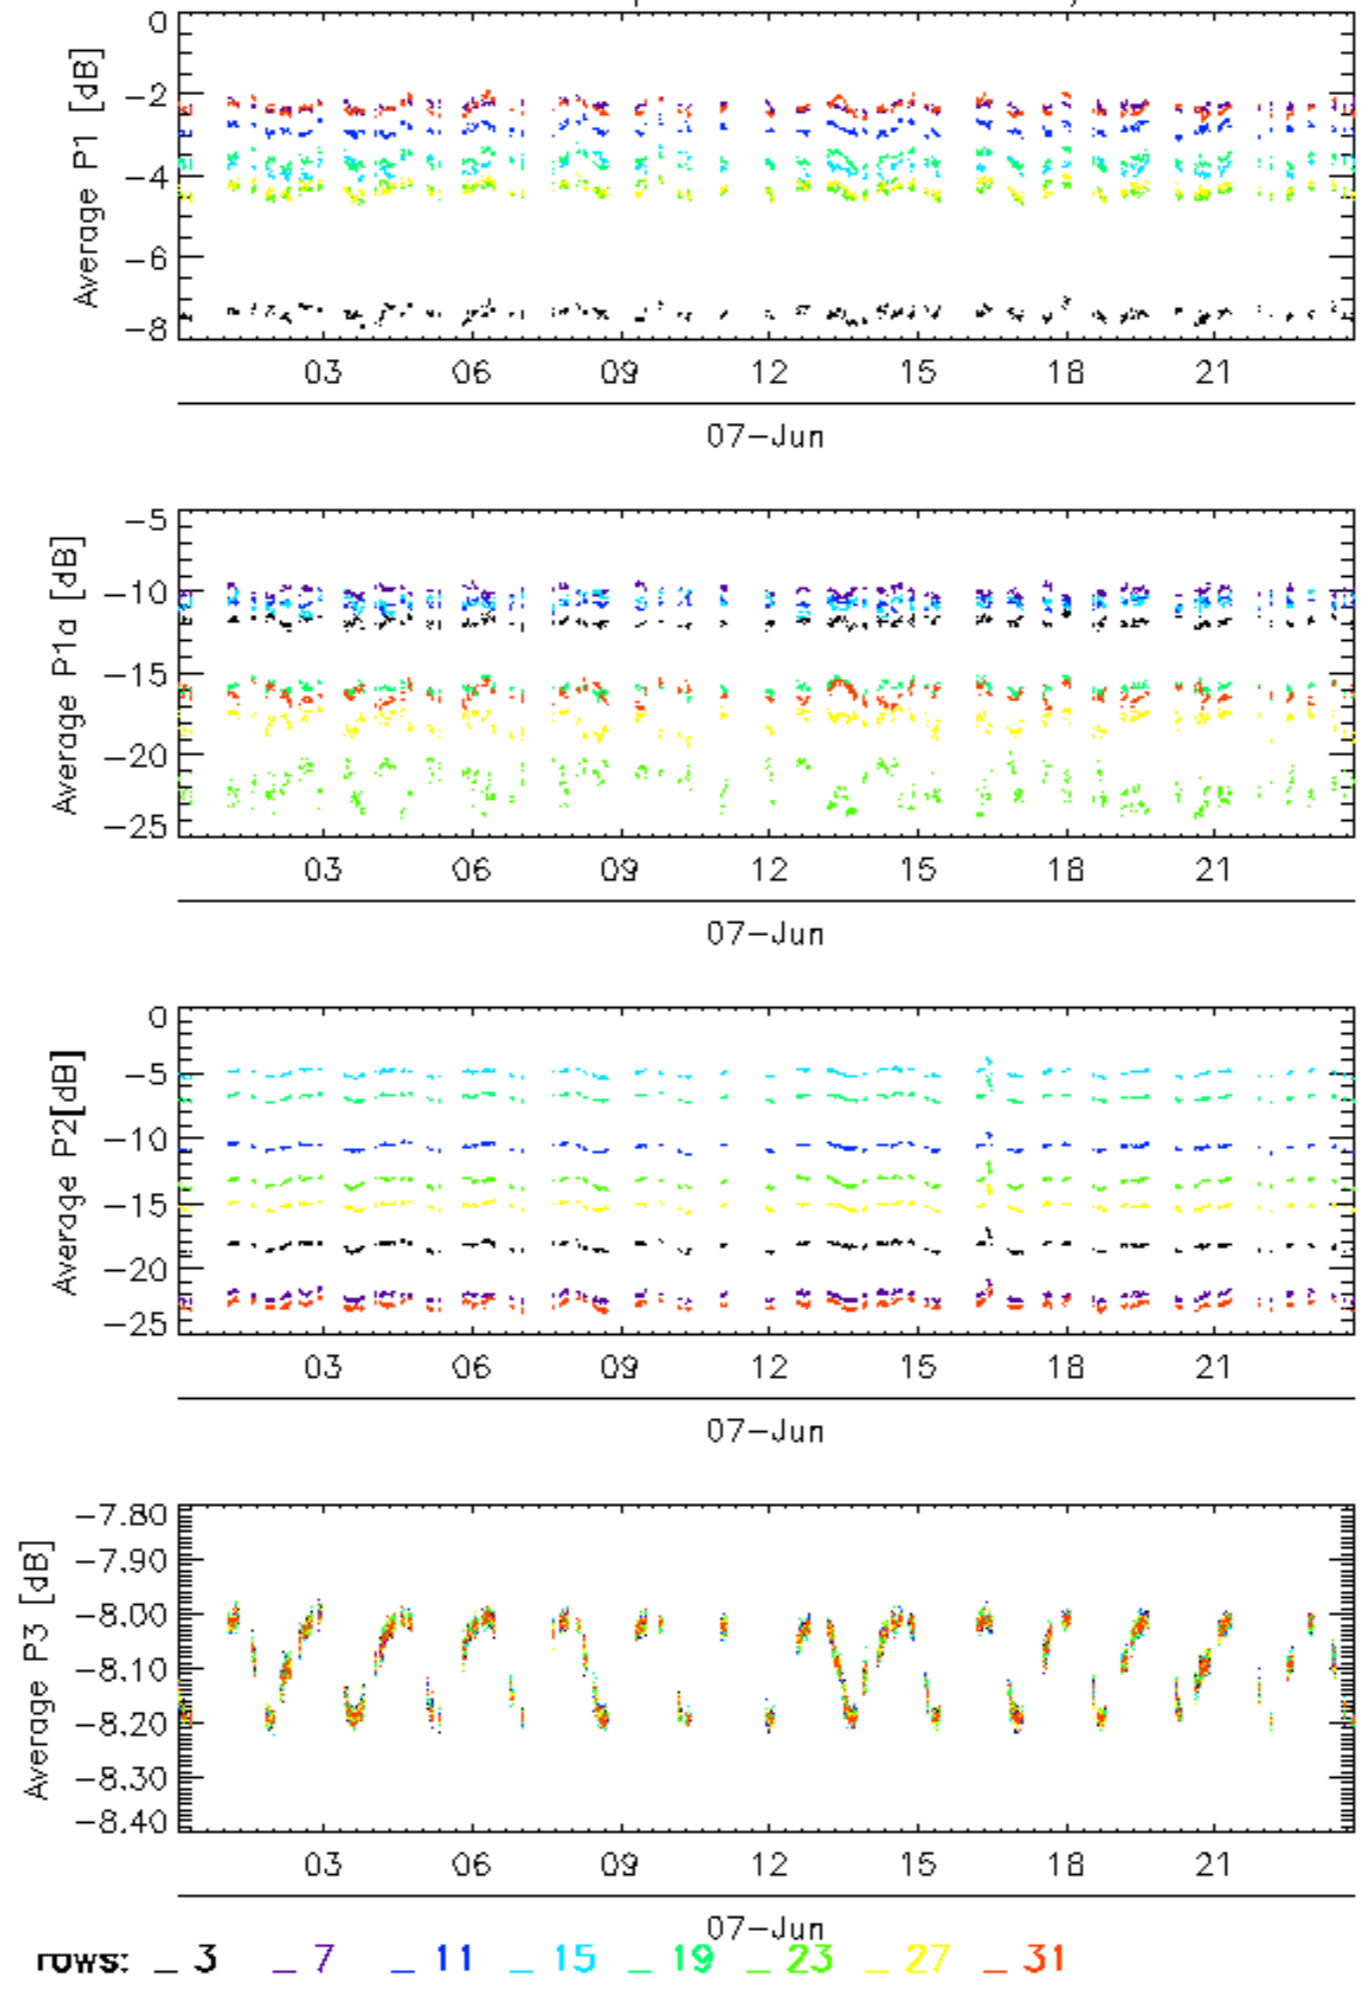 0
Average P1 [dB]
-2
-4
-6
-8
03 06 09 12 15 18 21
07-Jun
-5
Average P1a [dB]
-10
-15
-20
-25
03 06 09 12 15 18 21
07-Jun
0
Average P2[dB]
-5
-10
-15
-20
-25
03 06 09 12 15 18 21
07-Jun
-7.80
Average P3 [dB]
-7.90
-8.00
-8.10
-8.20
-8.30
-8.40
03 06 09 12 15 18 21
07-Jun
rows: _ 3 _ 7 _ 11 _ 15 _ 19 _ 23 _ 27 _ 31